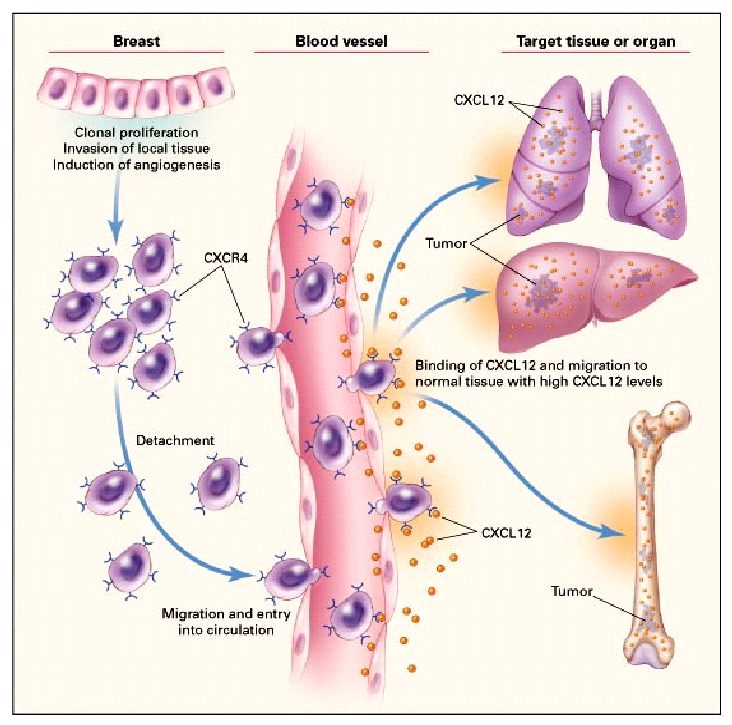 Breast
Blood vessel
Target tissue or organ
CXCL12
Clonal proliferation
Invasion of local tissue
Induction of angiogenesis
CXCR4
Tumor
Binding of CXCL12 and migration to
normal tissue with high CXCL12 levels
Detachment
CXCL12
Tumor
Migration and entry
into circulation